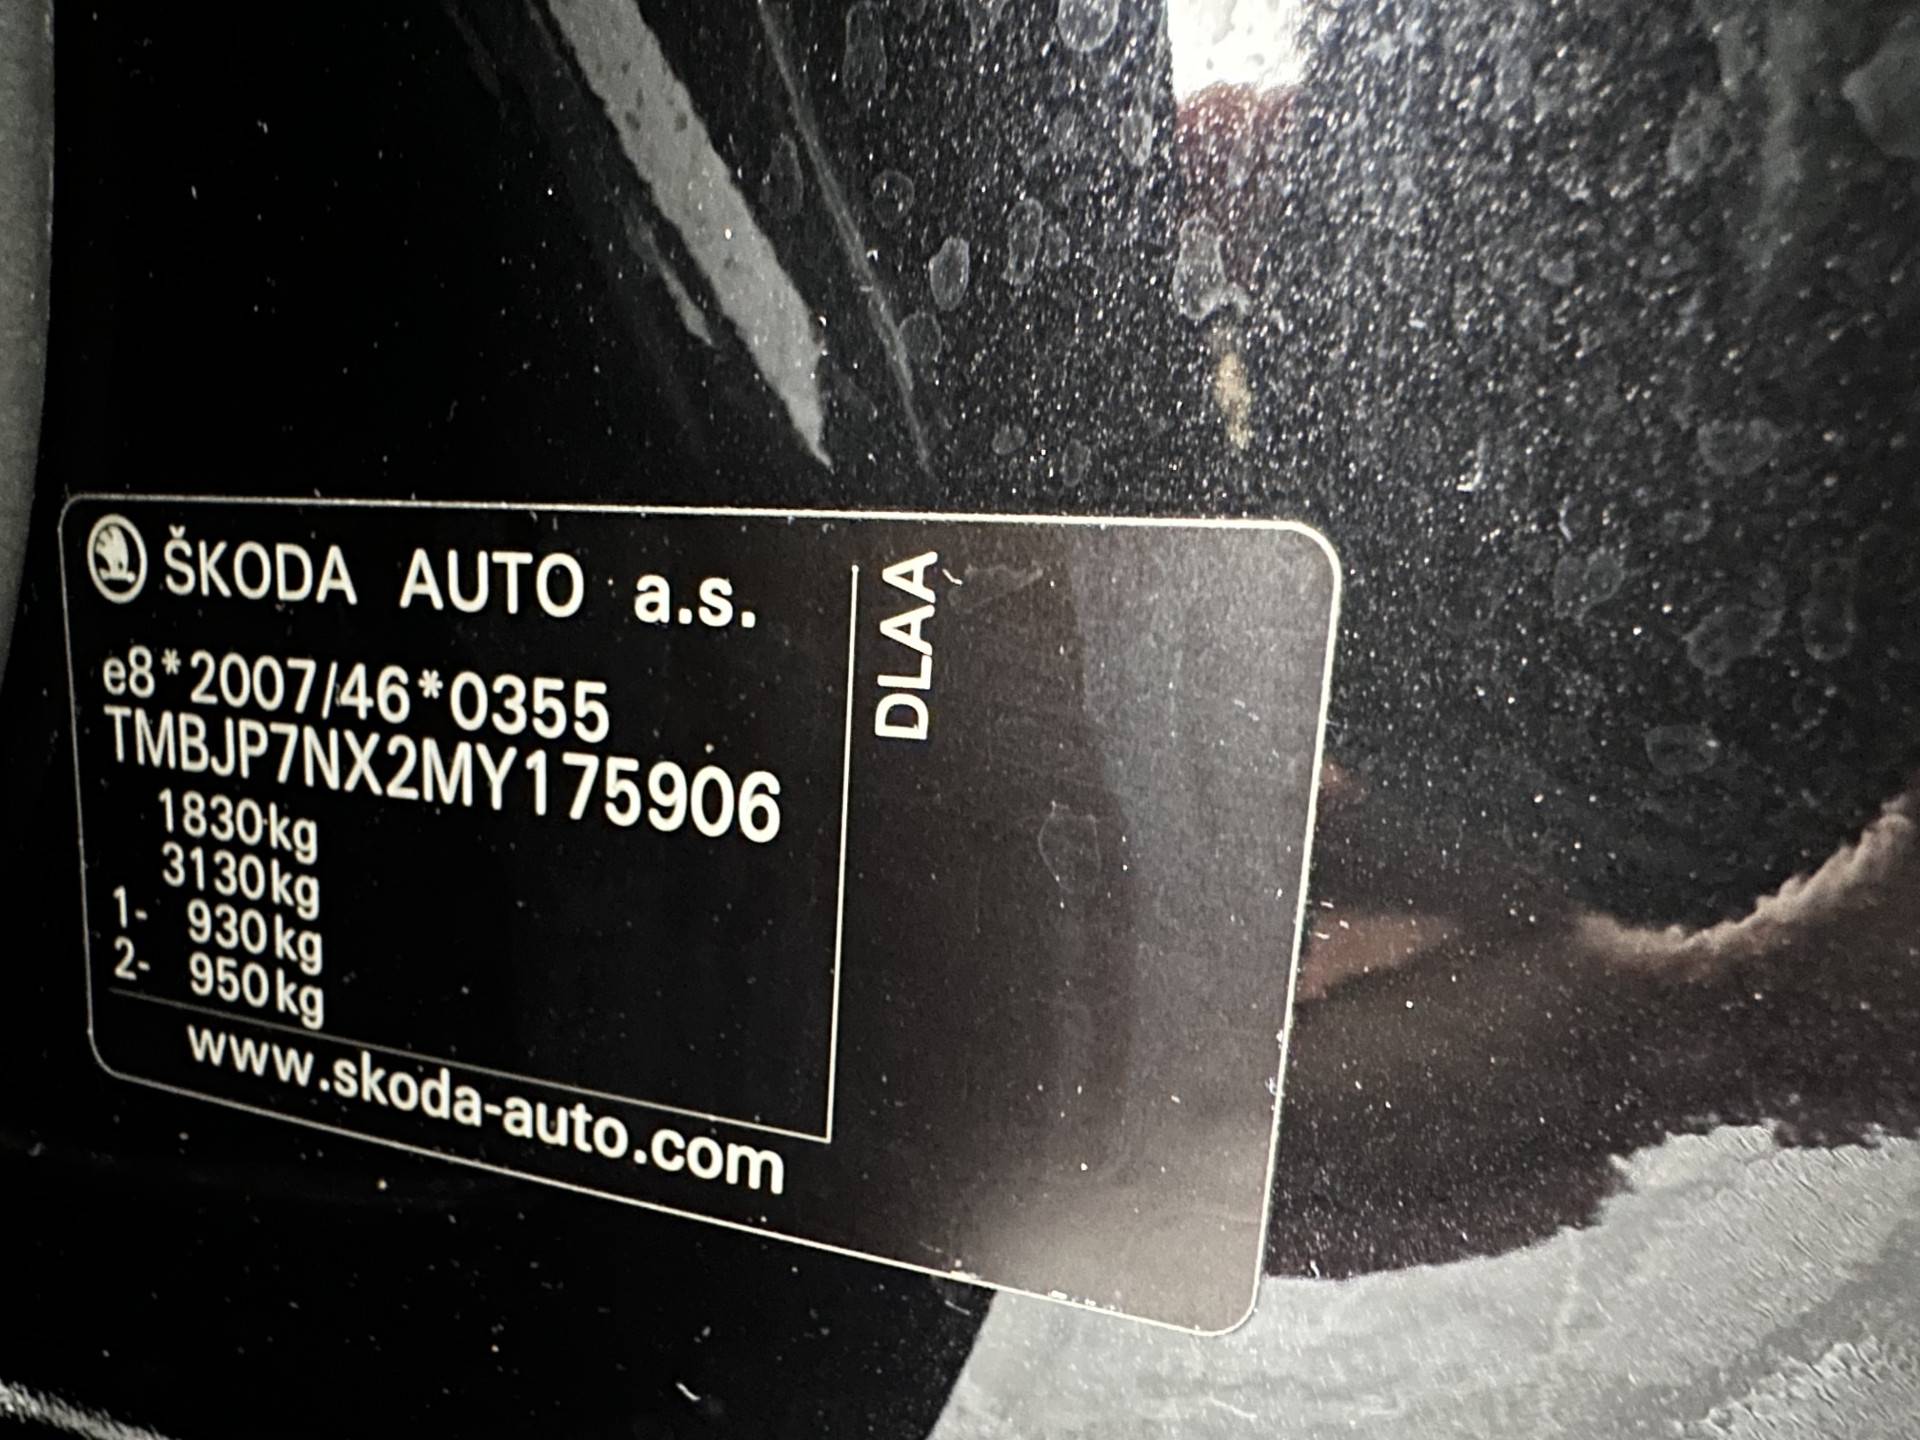 ŠKODA AUTO a.s.
e8*2007/46*0355
TMBJP7NX2MY175906
1830kg
3130kg
1- 930kg
2- 950kg
www.skoda-auto.com
DLAA